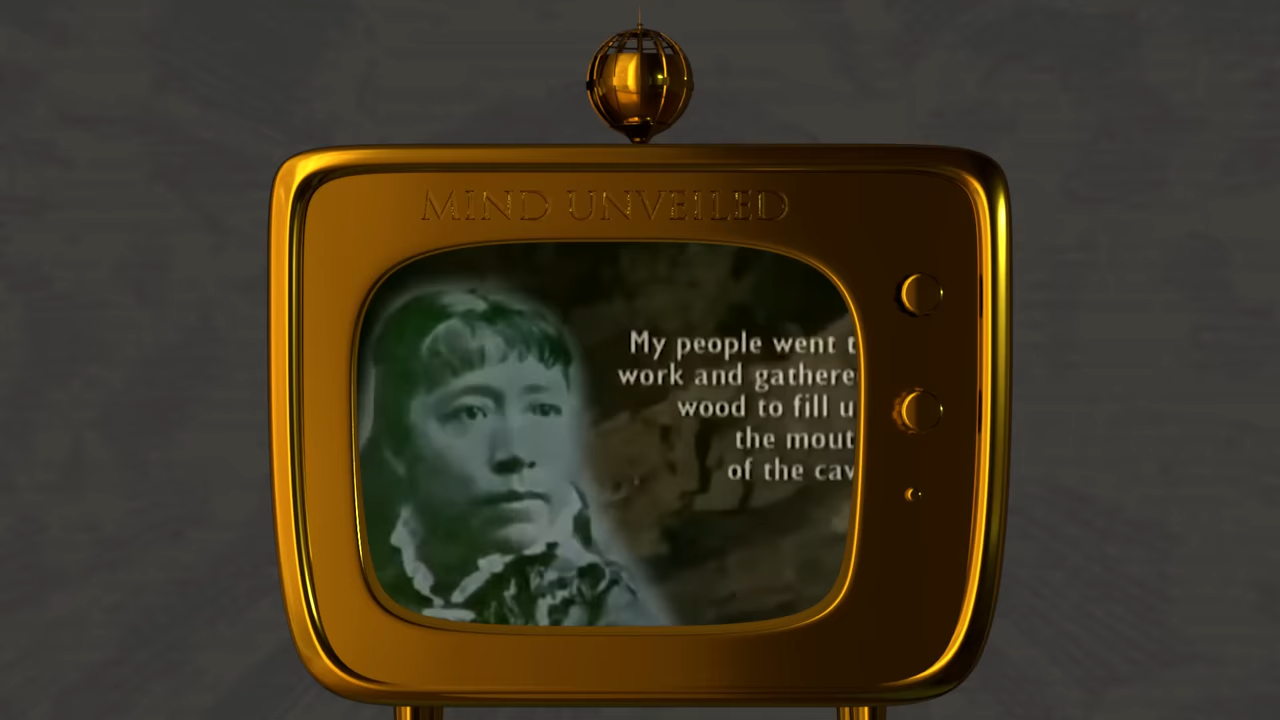 MIND UNVEILED
My people went t
work and gathere
wood to fill u
the mout
of the cav